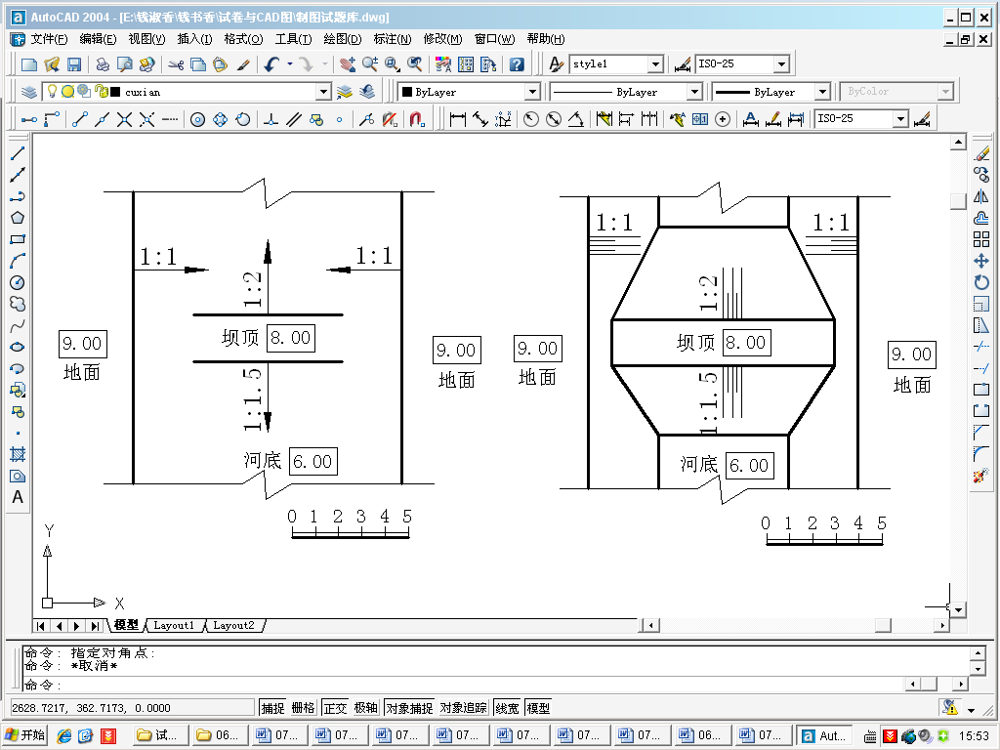 AutoCAD 2004 - [E:\钱淑香\钱书香\试卷与CAD图\制图试题库.dwg]
文件(F) 编辑(E) 视图(V) 插入(I) 格式(O) 工具(T) 绘图(D) 标注(N) 修改(M) 窗口(W) 帮助(H)
style1 ISO-25
cuxian ByLayer ByLayer ByLayer ByColor
ISO-25
1:1 1:1
1:2
坝顶 8.00
9.00
地面
9.00
地面
1:1.5
河底 6.00
0 1 2 3 4 5
1:1 1:1
1:2
坝顶 8.00
9.00
地面
9.00
地面
1:1.5
河底 6.00
0 1 2 3 4 5
Y
X
模型 Layout1 Layout2
命令: 指定对角点:
命令: *取消*
命令:
2628.7217, 362.7173, 0.0000 捕捉 栅格 正交 极轴 对象捕捉 对象追踪 线宽 模型
开始 试... 06... 07... 07... 07... 07... 07... 07... 07... 06... 07... Aut... 15:53